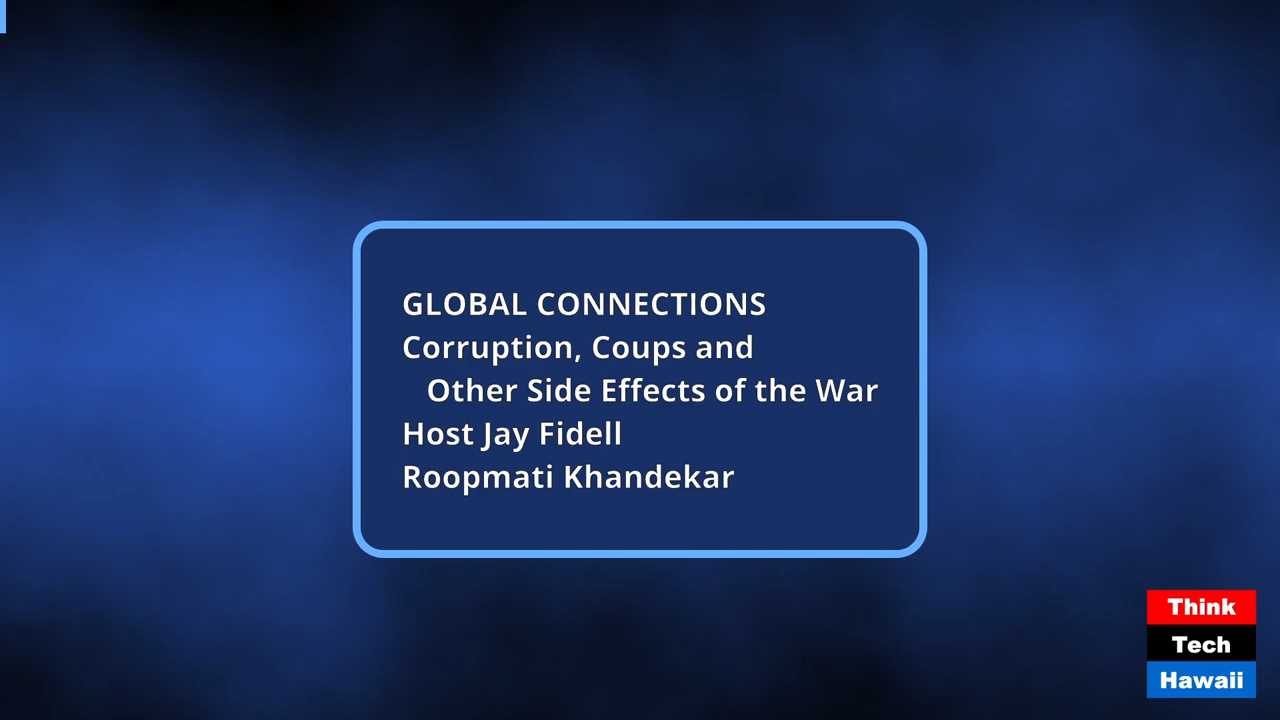 GLOBAL CONNECTIONS
Corruption, Coups and
Other Side Effects of the War
Host Jay Fidell
Roopmati Khandekar
Think
Tech
Hawaii